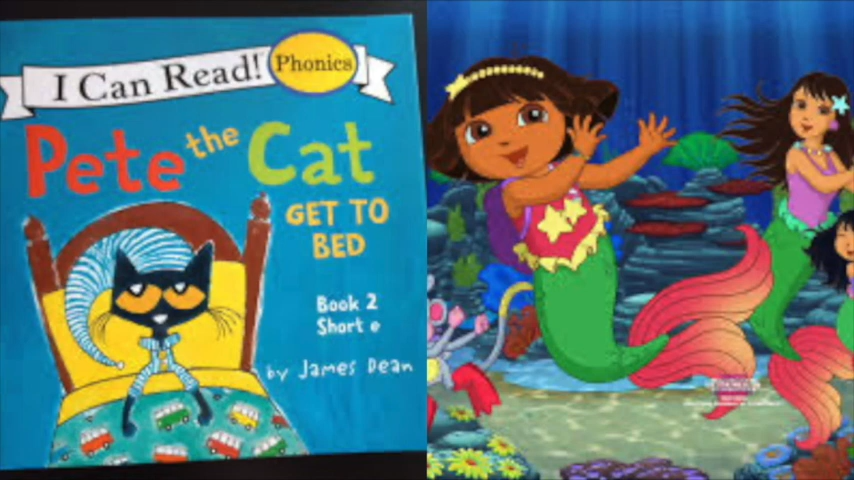 I Can Read!
Phonics
Pete the Cat
GET TO
BED
Book 2
Short e
by James Dean